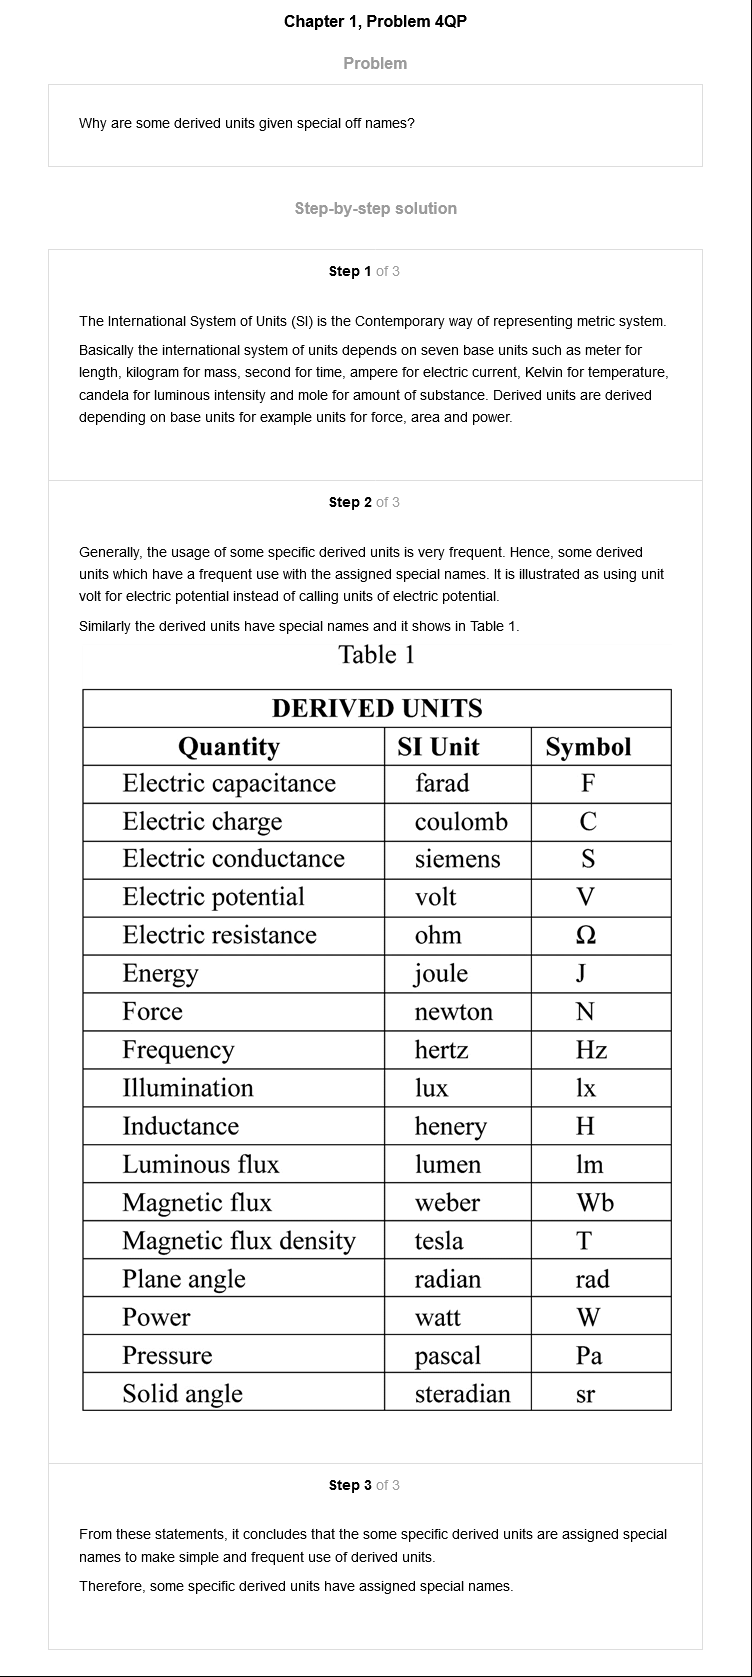 Chapter 1, Problem 4QP
Problem
Why are some derived units given special off names?
Step-by-step solution
Step 1 of 3
The International System of Units (SI) is the Contemporary way of representing metric system.
Basically the international system of units depends on seven base units such as meter for
length, kilogram for mass, second for time, ampere for electric current, Kelvin for temperature,
candela for luminous intensity and mole for amount of substance. Derived units are derived
depending on base units for example units for force, area and power.
Step 2 of 3
Generally, the usage of some specific derived units is very frequent. Hence, some derived
units which have a frequent use with the assigned special names. It is illustrated as using unit
volt for electric potential instead of calling units of electric potential.
Similarly the derived units have special names and it shows in Table 1.
Table 1
DERIVED UNITS
Quantity SI Unit Symbol
Electric capacitance farad F
Electric charge coulomb C
Electric conductance siemens S
Electric potential volt V
Electric resistance ohm Ω
Energy joule J
Force newton N
Frequency hertz Hz
Illumination lux lx
Inductance henery H
Luminous flux lumen lm
Magnetic flux weber Wb
Magnetic flux density tesla T
Plane angle radian rad
Power watt W
Pressure pascal Pa
Solid angle steradian sr
Step 3 of 3
From these statements, it concludes that the some specific derived units are assigned special
names to make simple and frequent use of derived units.
Therefore, some specific derived units have assigned special names.